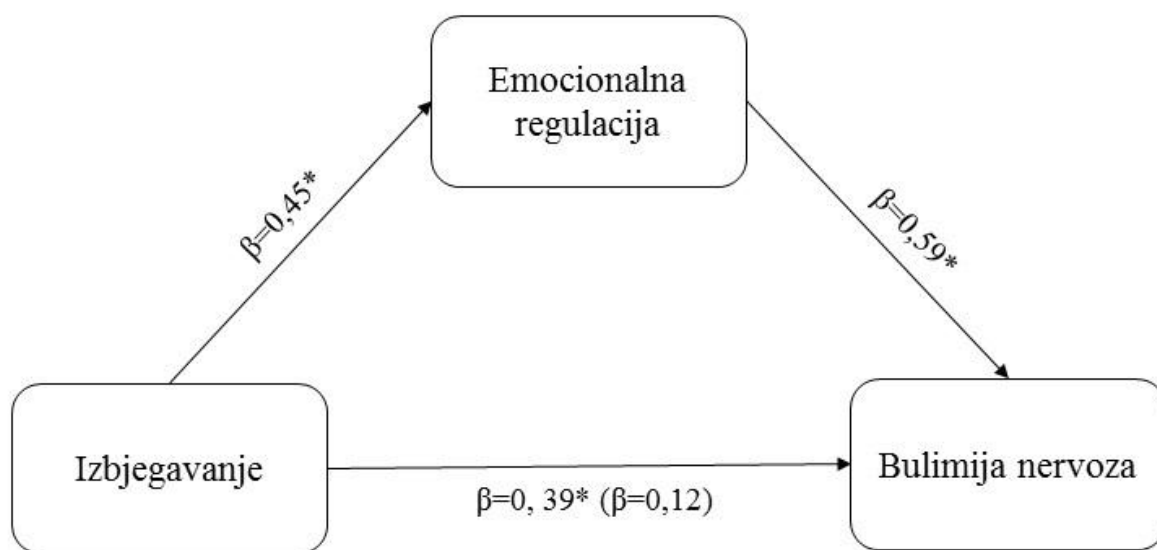 Emocionalna
regulacija
β=0,45*
β=0,59*
Izbjegavanje
Bulimija nervoza
β=0, 39* (β=0,12)